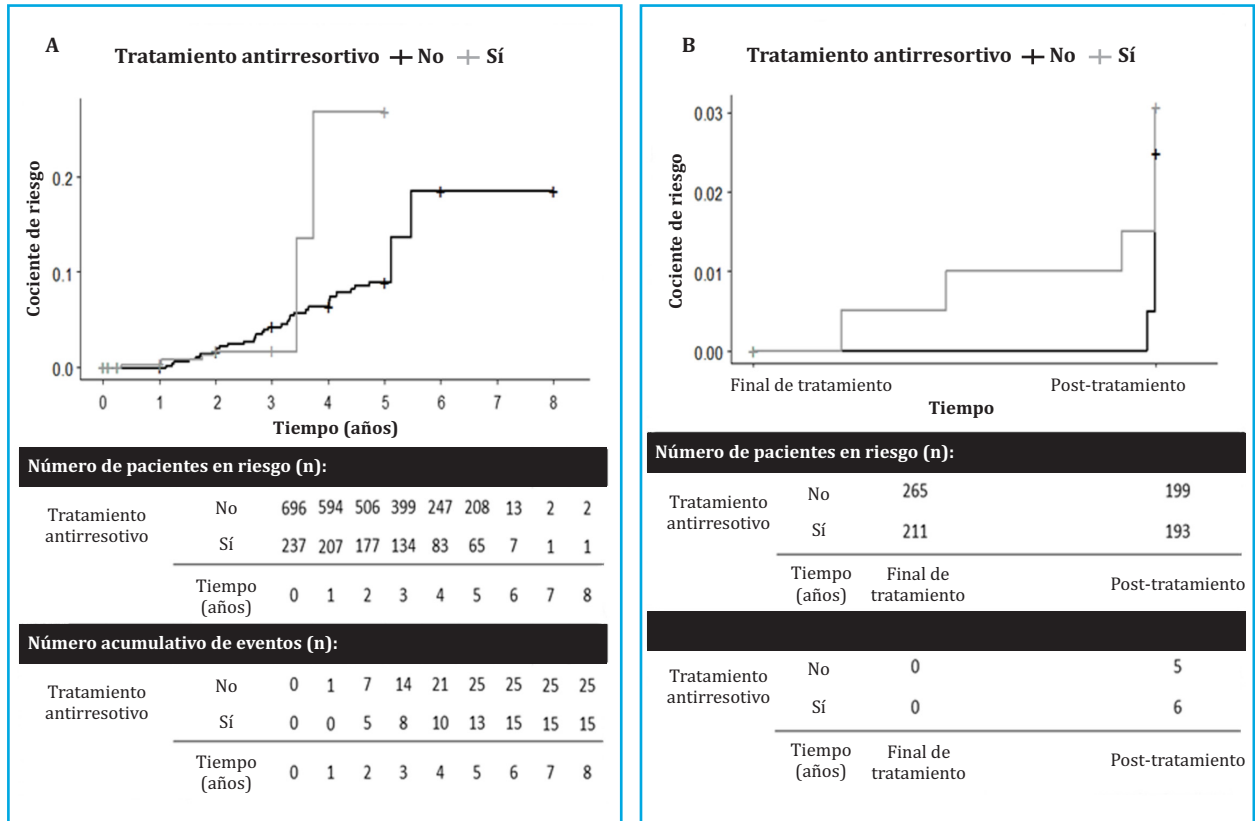 A
Tratamiento antirresortivo No Sí
Cociente de riesgo
0.2
0.1
0.0
0 1 2 3 4 5 6 7 8
Tiempo (años)
Número de pacientes en riesgo (n):
Tratamiento antirresotivo
No 696 594 506 399 247 208 13 2 2
Sí 237 207 177 134 83 65 7 1 1
Tiempo (años) 0 1 2 3 4 5 6 7 8
Número acumulativo de eventos (n):
Tratamiento antirresotivo
No 0 1 7 14 21 25 25 25 25
Sí 0 0 5 8 10 13 15 15 15
Tiempo (años) 0 1 2 3 4 5 6 7 8
B
Tratamiento antirresortivo No Sí
Cociente de riesgo
0.03
0.02
0.01
0.00
Final de tratamiento Post-tratamiento
Tiempo
Número de pacientes en riesgo (n):
Tratamiento antirresotivo
No 265 199
Sí 211 193
Tiempo (años) Final de tratamiento Post-tratamiento
Tratamiento antirresotivo
No 0 5
Sí 0 6
Tiempo (años) Final de tratamiento Post-tratamiento